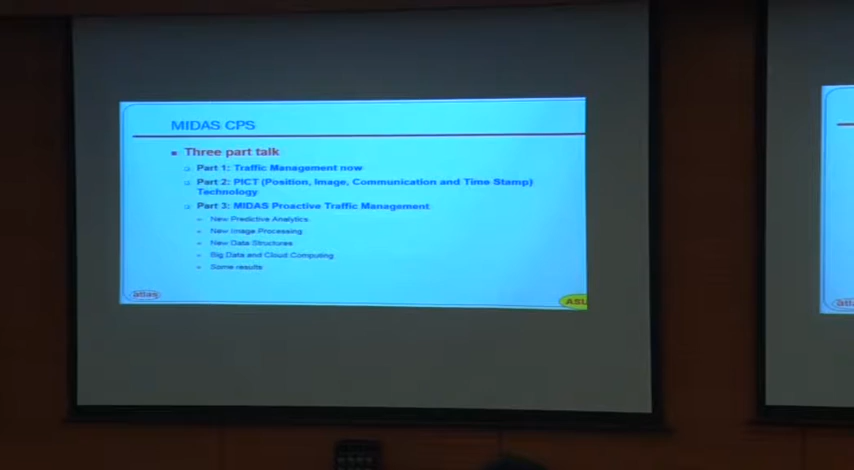 MIDAS CPS
Three part talk
Part 1: Traffic Management now
Part 2: PICT (Position, Image, Communication and Time Stamp)
Technology
Part 3: MIDAS Proactive Traffic Management
New Predictive Analytics
New Image Processing
New Data Structures
Big Data and Cloud Computing
Some results
atlas
ASU